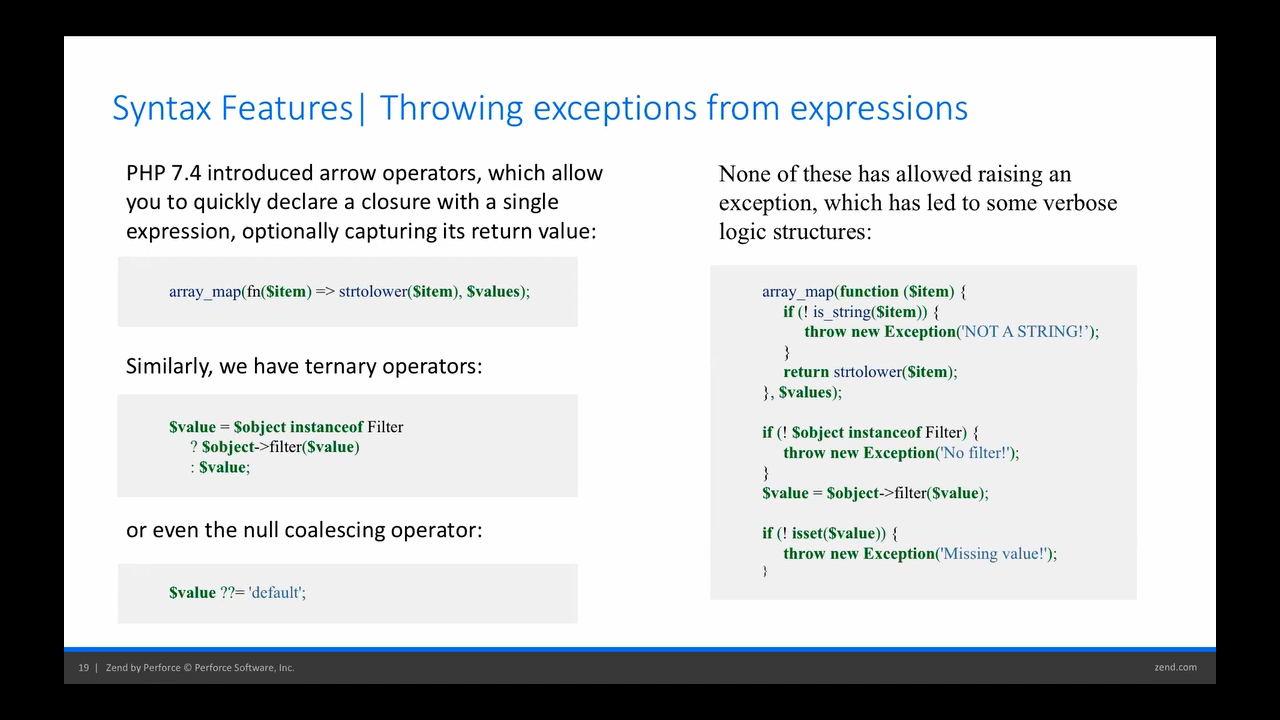 Syntax Features| Throwing exceptions from expressions
PHP 7.4 introduced arrow operators, which allow
you to quickly declare a closure with a single
expression, optionally capturing its return value:
array_map(fn($item) => strtolower($item), $values);
Similarly, we have ternary operators:
$value = $object instanceof Filter
? $object->filter($value)
: $value;
or even the null coalescing operator:
$value ??= 'default';
None of these has allowed raising an
exception, which has led to some verbose
logic structures:
array_map(function ($item) {
if (! is_string($item)) {
throw new Exception('NOT A STRING!’);
}
return strtolower($item);
}, $values);
if (! $object instanceof Filter) {
throw new Exception('No filter!');
}
$value = $object->filter($value);
if (! isset($value)) {
throw new Exception('Missing value!');
}
19 | Zend by Perforce © Perforce Software, Inc.
zend.com